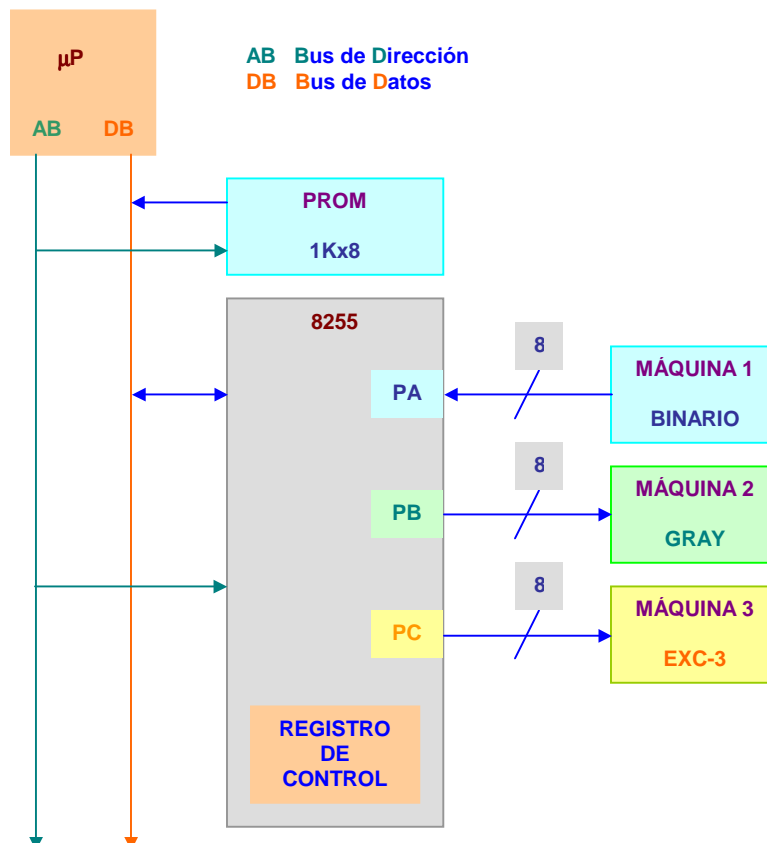 µP
AB DB
AB Bus de Dirección
DB Bus de Datos
PROM
1Kx8
8255
PA
8
MÁQUINA 1
BINARIO
PB
8
MÁQUINA 2
GRAY
PC
8
MÁQUINA 3
EXC-3
REGISTRO
DE
CONTROL